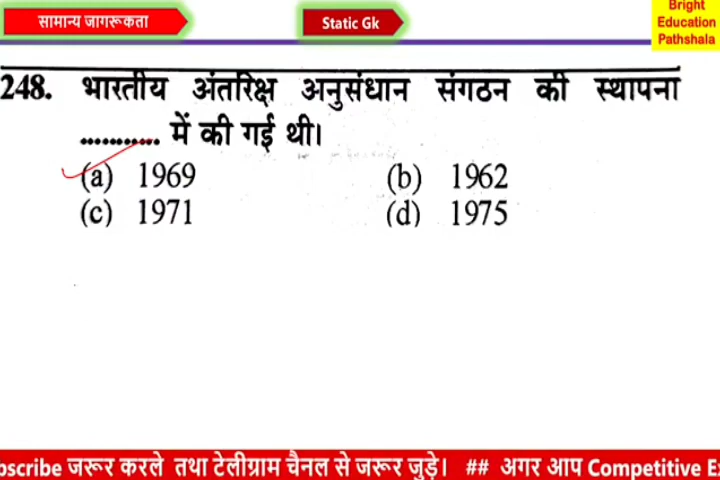 सामान्य जागरूकता
Static Gk
Bright
Education
Pathshala
248. भारतीय अंतरिक्ष अनुसंधान संगठन की स्थापना
........... में की गई थी।
(a) 1969 (b) 1962
(c) 1971 (d) 1975
bscribe जरूर करले तथा टेलीग्राम चैनल से जरूर जुड़े। ## अगर आप Competitive Ex